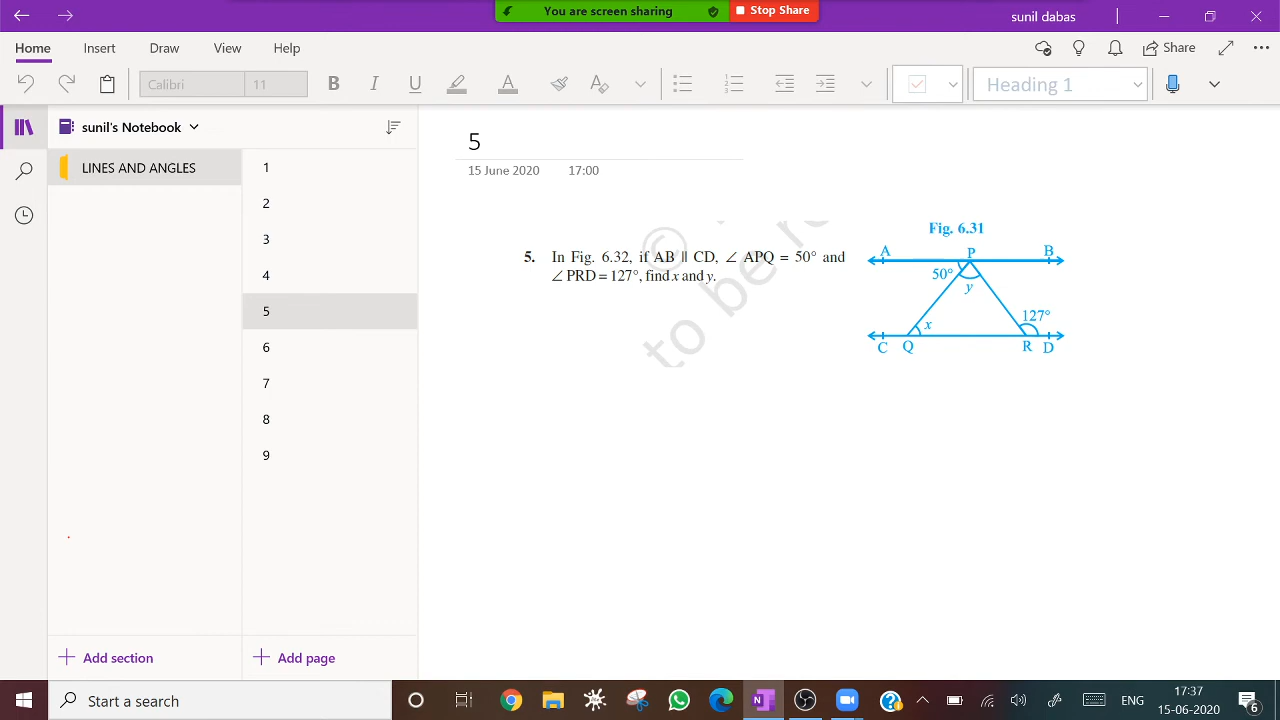 You are screen sharing
Stop Share
sunil dabas
Home Insert Draw View Help
Share
Calibri 11 B I U A Heading 1
sunil's Notebook
LINES AND ANGLES
1
2
3
4
5
6
7
8
9
Add section
Add page
5
15 June 2020 17:00
© 
to be re
5. In Fig. 6.32, if AB || CD, ∠ APQ = 50° and
∠ PRD = 127°, find x and y.
Fig. 6.31
A P B
50° y
x 127°
C Q R D
Start a search
ENG
17:37
15-06-2020
6